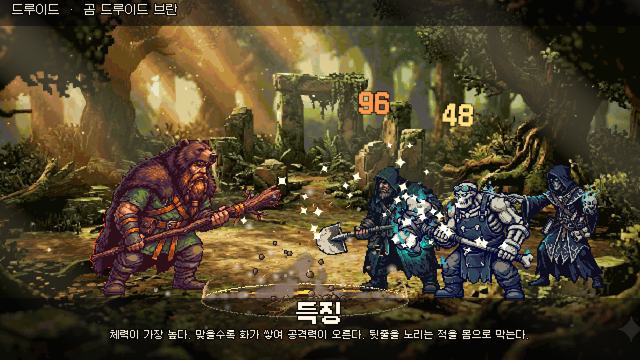 드루이드 · 곰 드루이드 브란
96
48
특징
체력이 가장 높다. 맞을수록 화가 쌓여 공격력이 오른다. 뒷줄을 노리는 적을 몸으로 막는다.